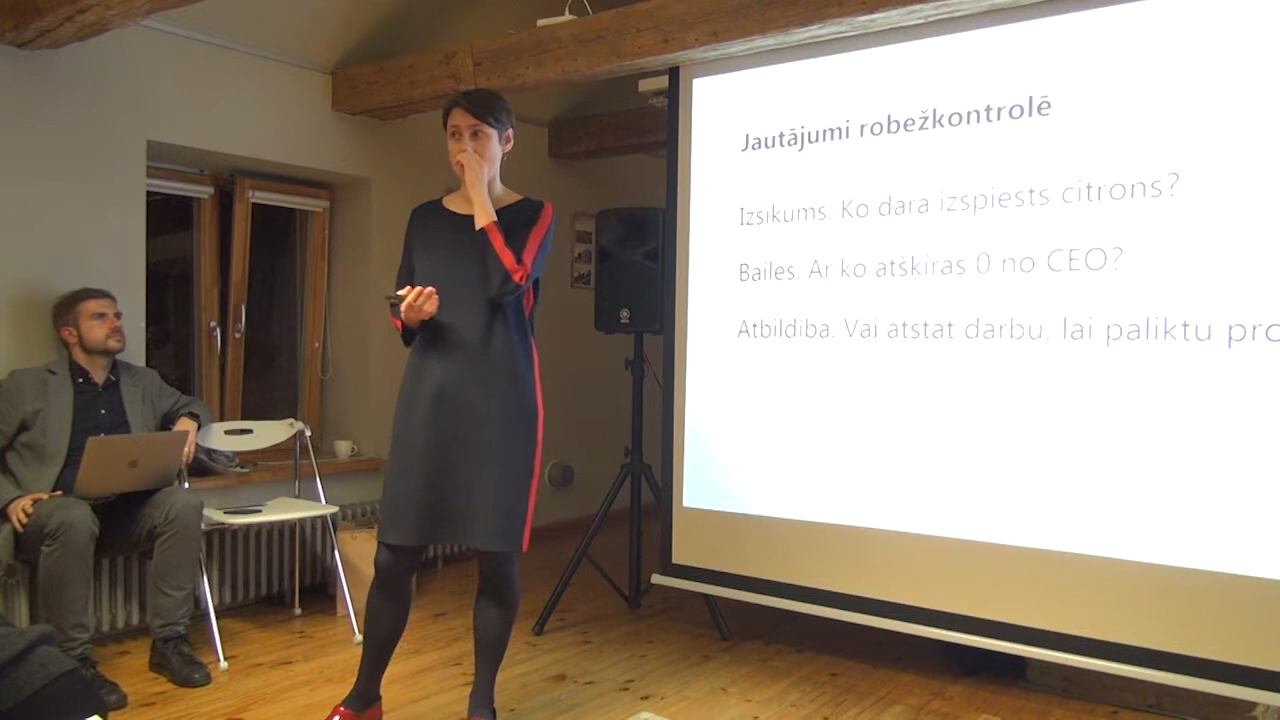 Jautājumi robežkontrolē
Izsīkums. Ko dara izspiests citrons?
Bailes. Ar ko atšķiras 0 no CEO?
Atbildība. Vai atstāt darbu, lai paliktu